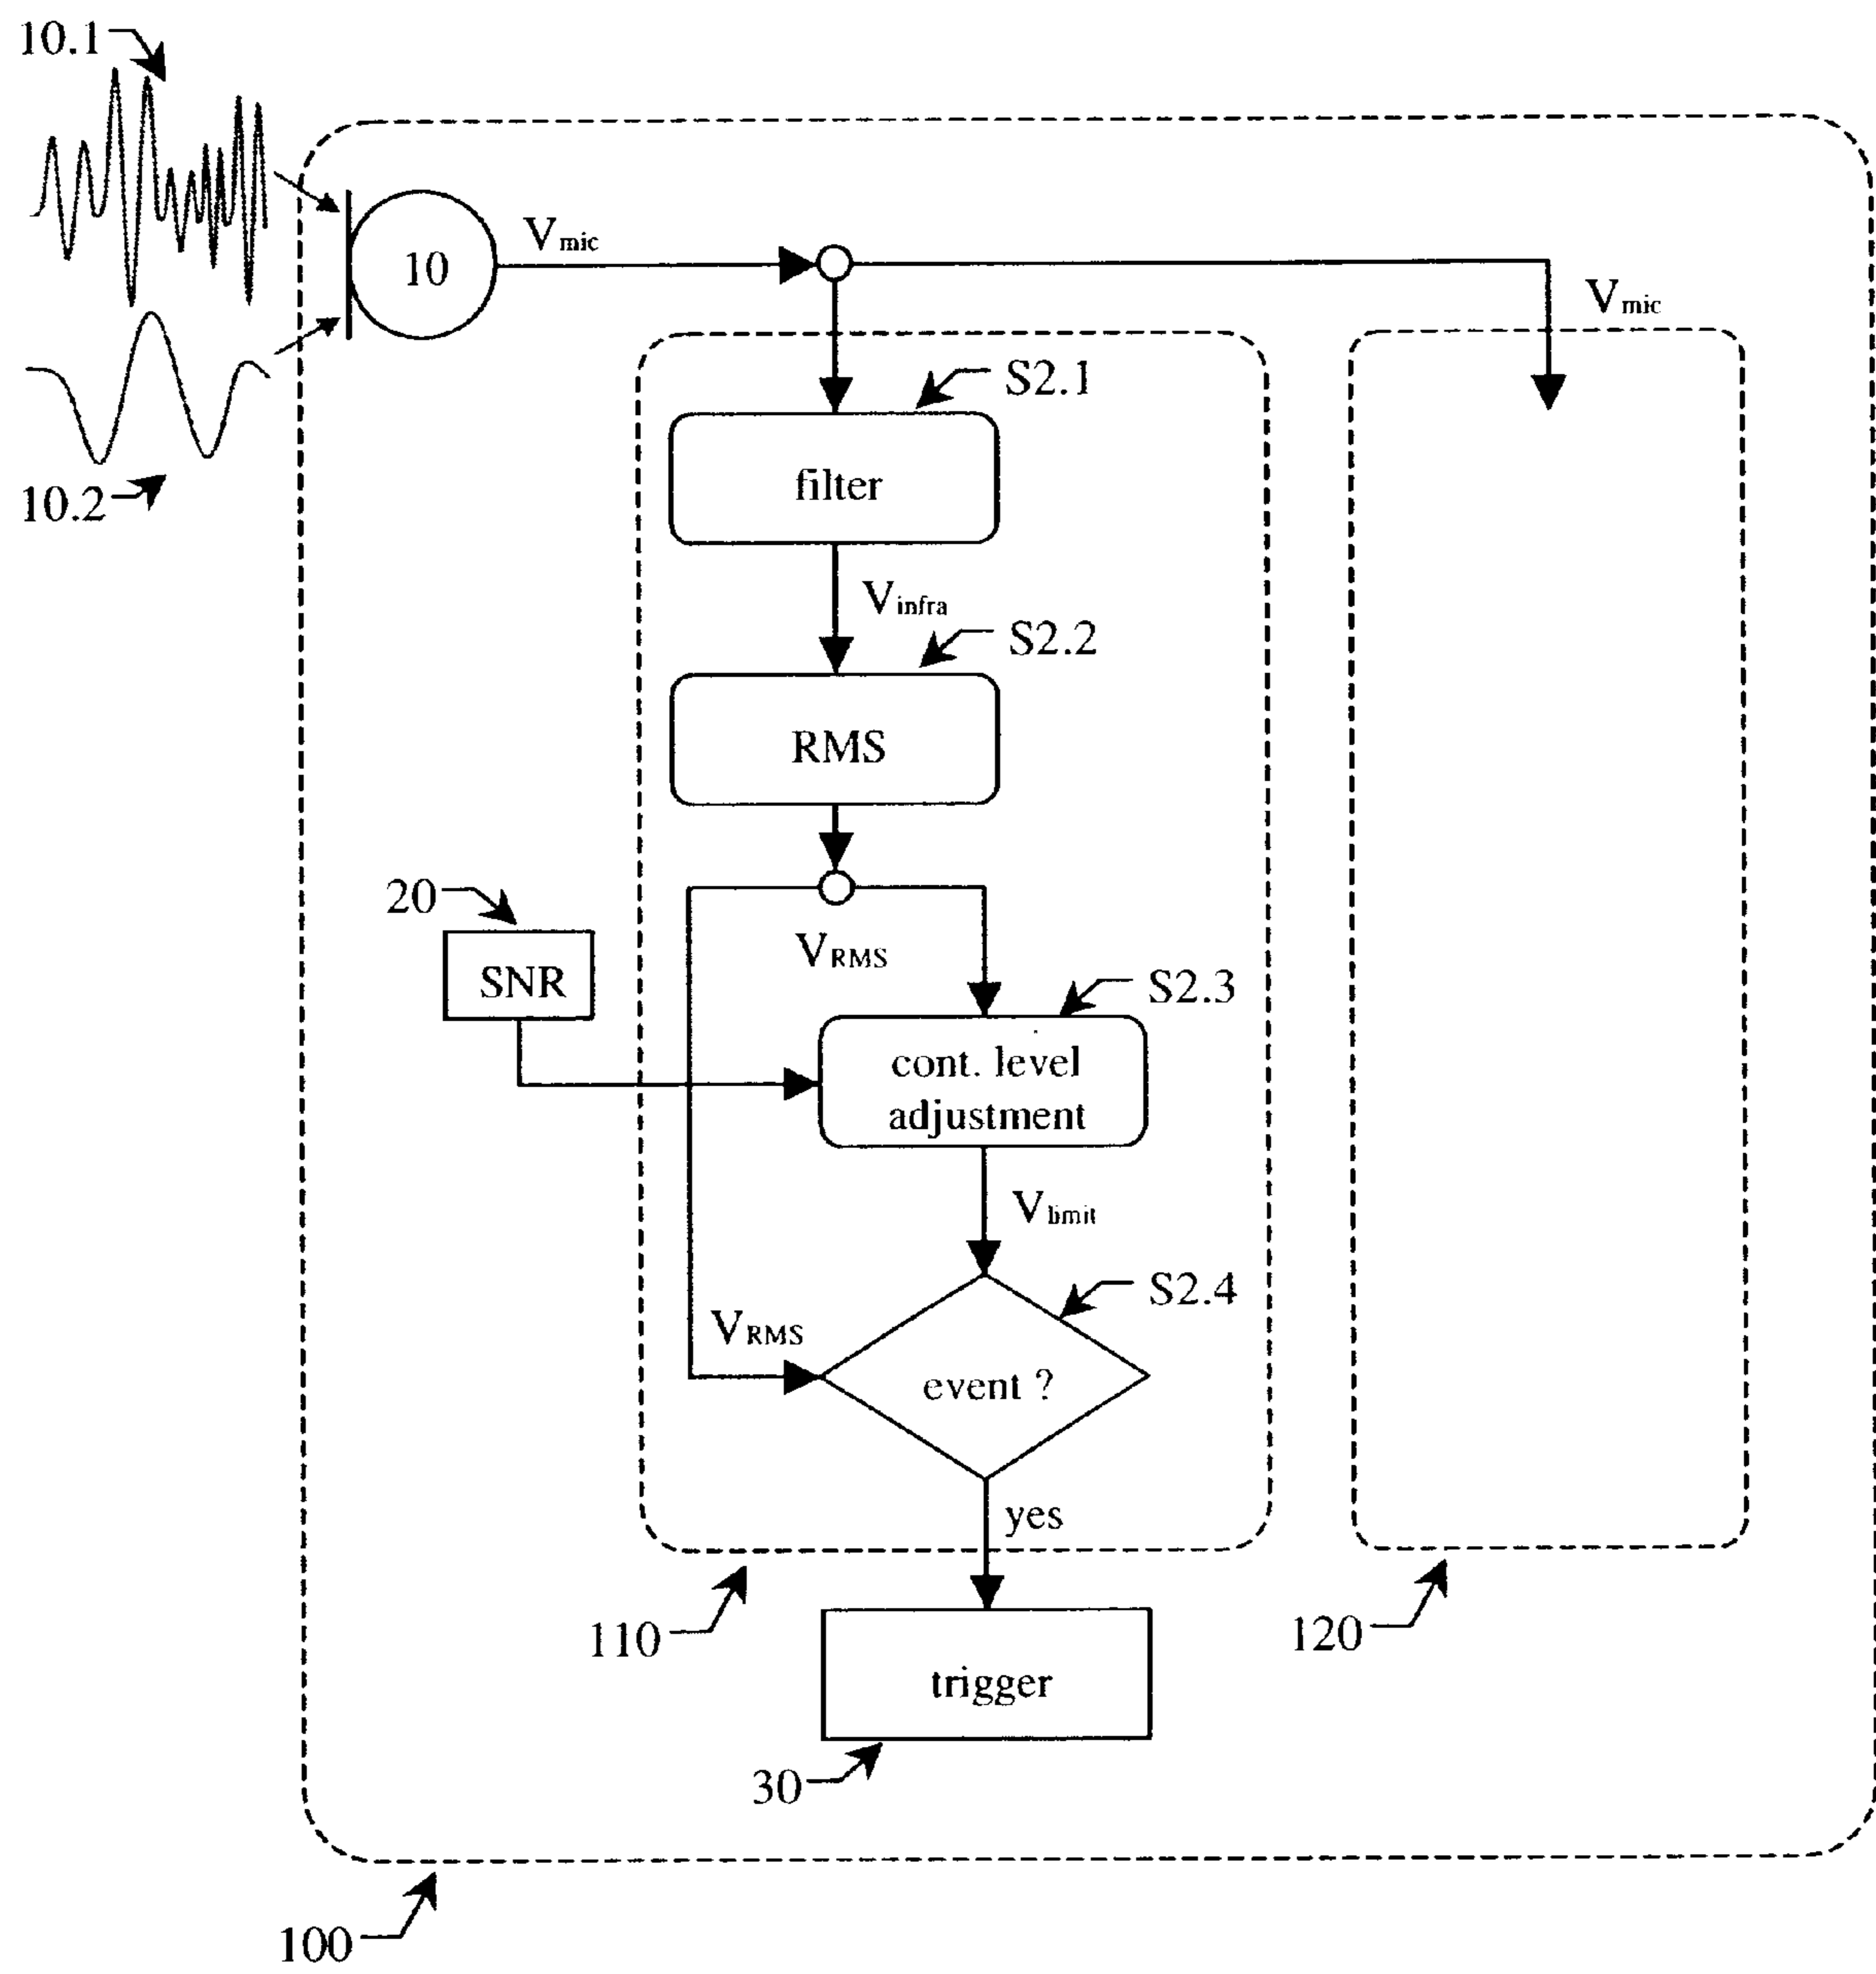 10.1
10
Vmic
Vmic
10.2
S2.1
filter
Vinfra
S2.2
RMS
20
SNR
VRMS
S2.3
cont. level
adjustment
Vlimit
S2.4
VRMS
event ?
yes
110
120
trigger
30
100